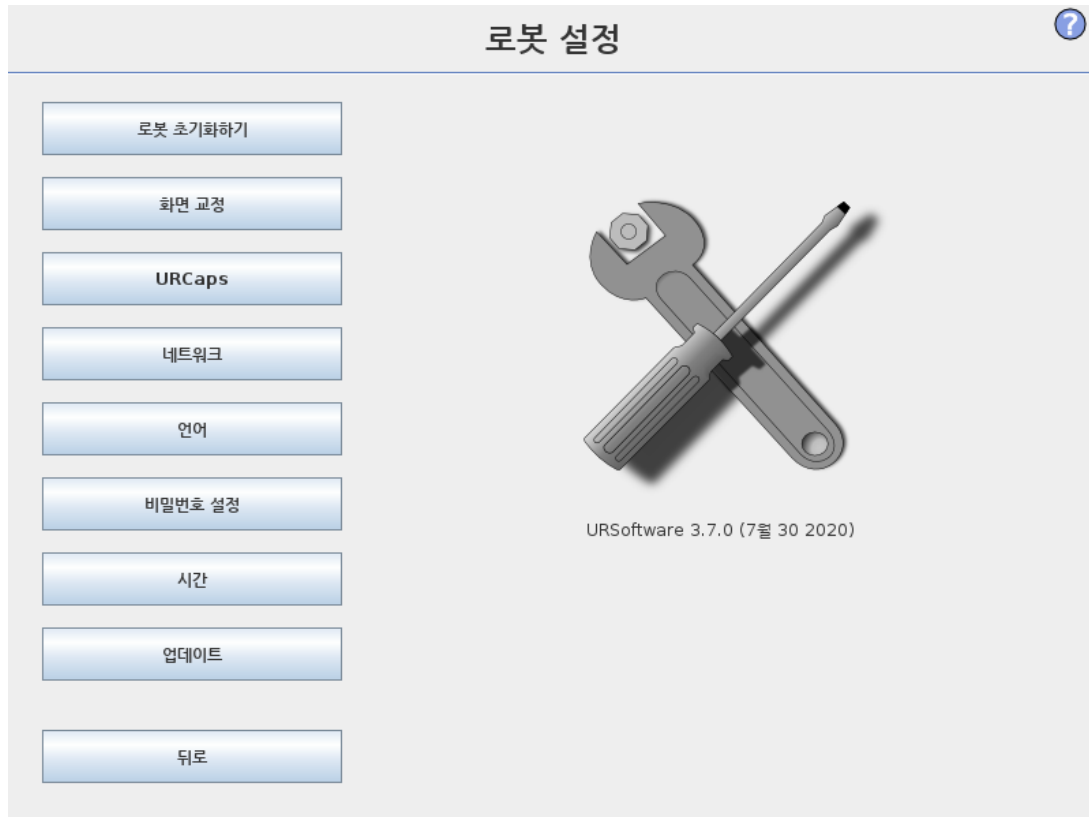 로봇 설정
?
로봇 초기화하기
화면 교정
URCaps
네트워크
언어
비밀번호 설정
시간
업데이트
뒤로
URSoftware 3.7.0 (7월 30 2020)